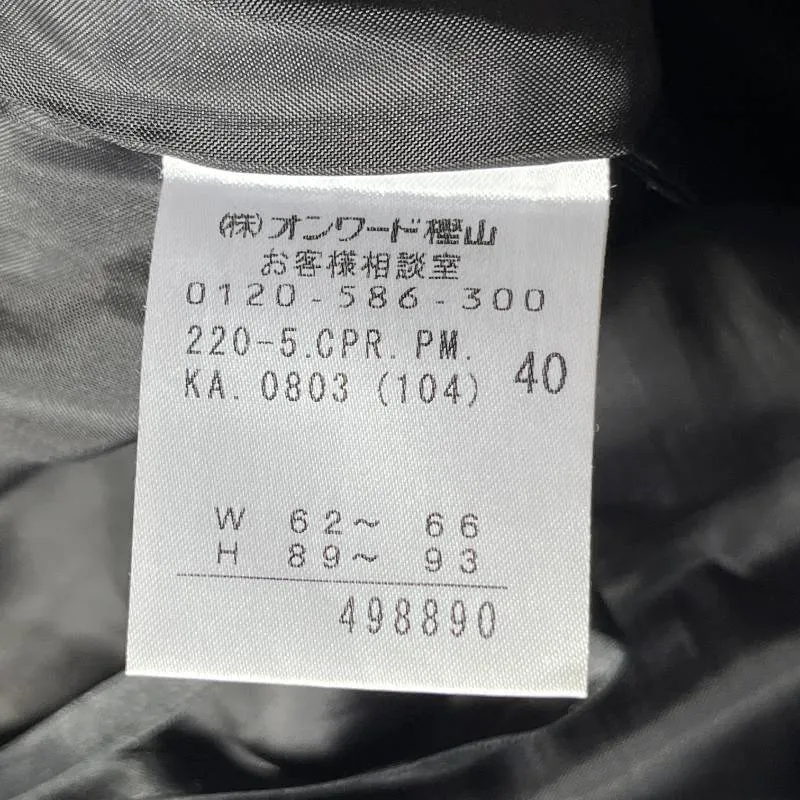 (株)オンワード樫山
お客様相談室
0120-586-300
220-5.CPR.PM.
KA.0803(104) 40
W 62～ 66
H 89～ 93
498890